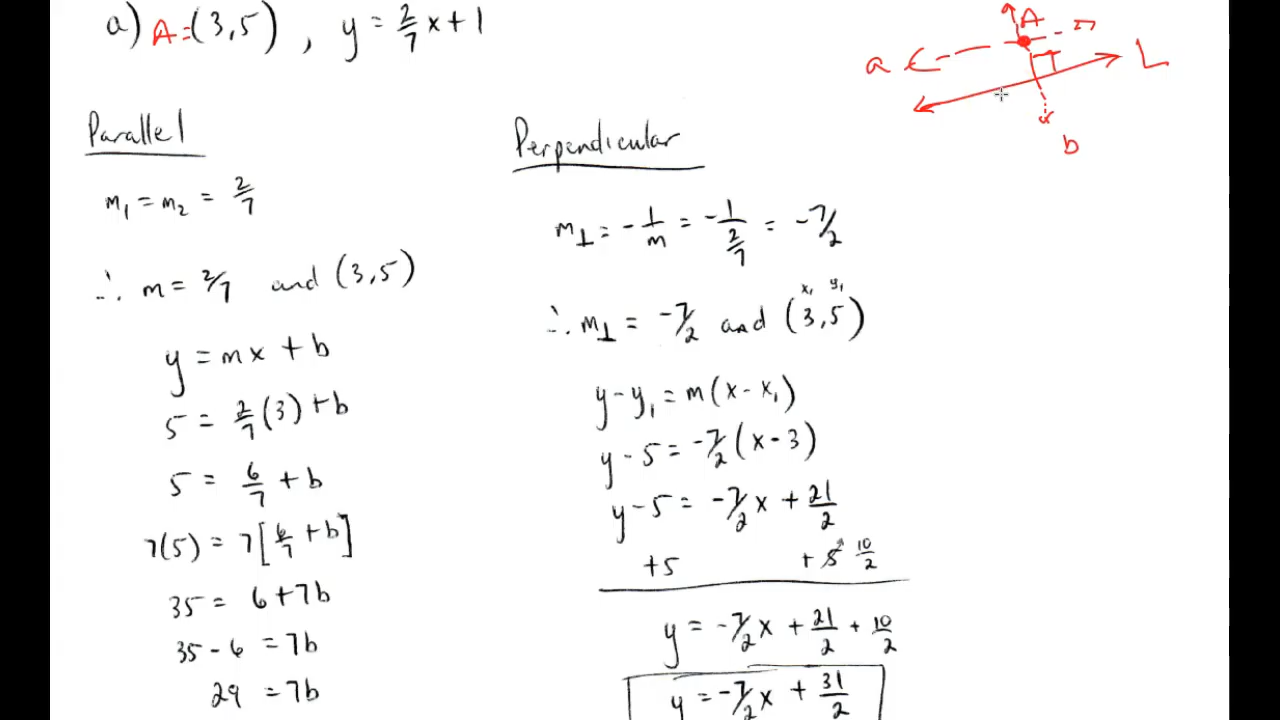 a) A=(3,5) , y = 2/7 x + 1
A
a
L
b
Parallel
m₁ = m₂ = 2/7
∴ m = 2/7 and (3,5)
y = mx + b
5 = 2/7 (3) + b
5 = 6/7 + b
7(5) = 7[6/7 + b]
35 = 6 + 7b
35 - 6 = 7b
29 = 7b
Perpendicular
m⊥ = - 1/m = - 1/(2/7) = -7/2
x₁ y₁
∴ m⊥ = -7/2 and (3,5)
y - y₁ = m(x - x₁)
y - 5 = -7/2 (x - 3)
y - 5 = -7/2 x + 21/2
+5 + 5 10/2
y = -7/2 x + 21/2 + 10/2
y = -7/2 x + 31/2